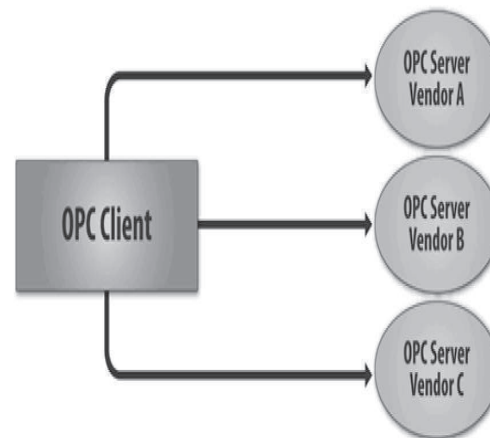 OPC Client
OPC Server
Vendor A
OPC Server
Vendor B
OPC Server
Vendor C